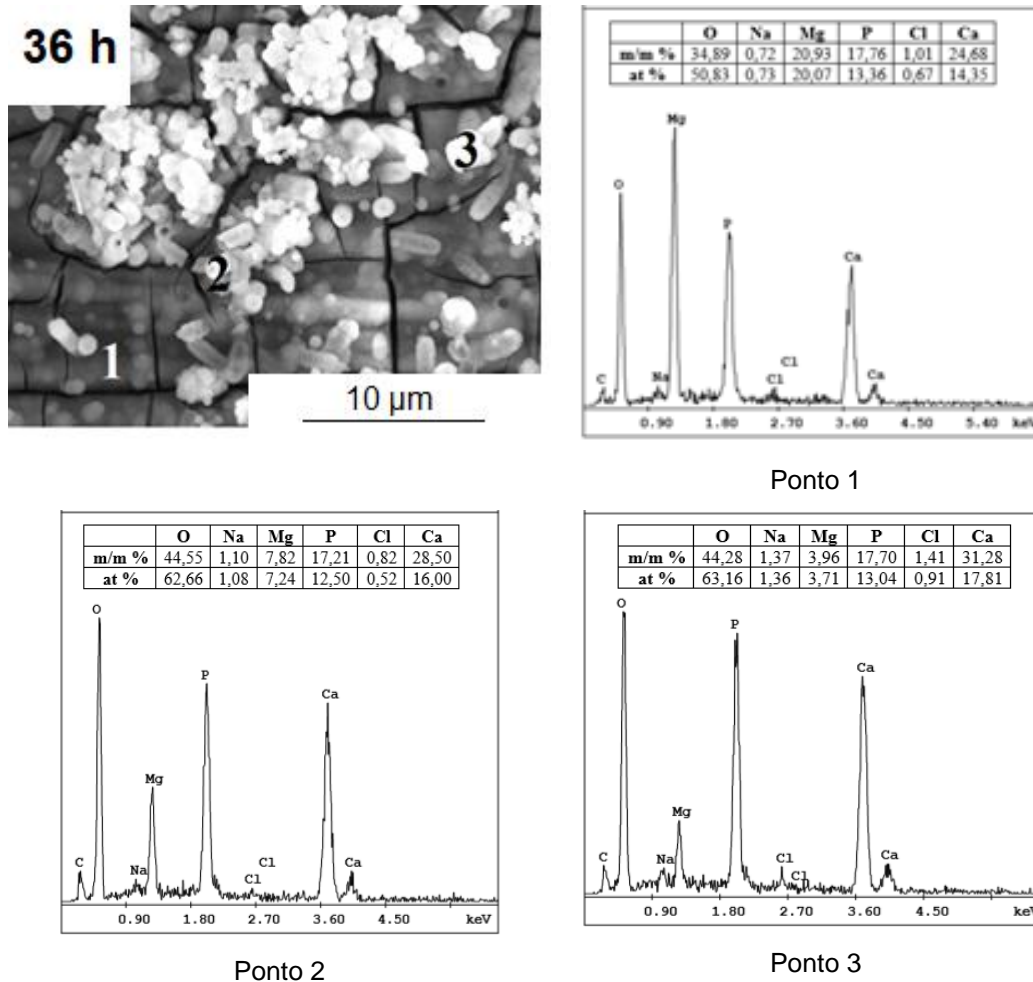 36 h
1
2
3
10 µm
O Na Mg P Cl Ca
m/m % 34,89 0,72 20,93 17,76 1,01 24,68
at % 50,83 0,73 20,07 13,36 0,67 14,35
Mg
O
P
Ca
Cl
C Na Cl Ca
0.90 1.80 2.70 3.60 4.50 5.40 keV
Ponto 1
O Na Mg P Cl Ca
m/m % 44,55 1,10 7,82 17,21 0,82 28,50
at % 62,66 1,08 7,24 12,50 0,52 16,00
O
P
Ca
Mg
C Na Cl Cl Ca
0.90 1.80 2.70 3.60 4.50 keV
Ponto 2
O Na Mg P Cl Ca
m/m % 44,28 1,37 3,96 17,70 1,41 31,28
at % 63,16 1,36 3,71 13,04 0,91 17,81
O
P
Ca
Mg
C Na Cl Cl Ca
0.90 1.80 2.70 3.60 4.50 keV
Ponto 3